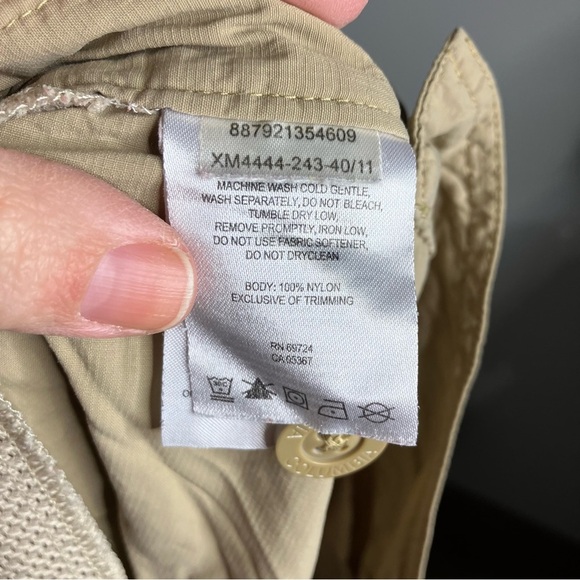 887921354609
XM4444-243-40/11
MACHINE WASH COLD GENTLE,
WASH SEPARATELY, DO NOT BLEACH,
TUMBLE DRY LOW,
REMOVE PROMPTLY, IRON LOW,
DO NOT USE FABRIC SOFTENER,
DO NOT DRYCLEAN
BODY: 100% NYLON
EXCLUSIVE OF TRIMMING
RN 69724
CA 05367
COLUMBIA